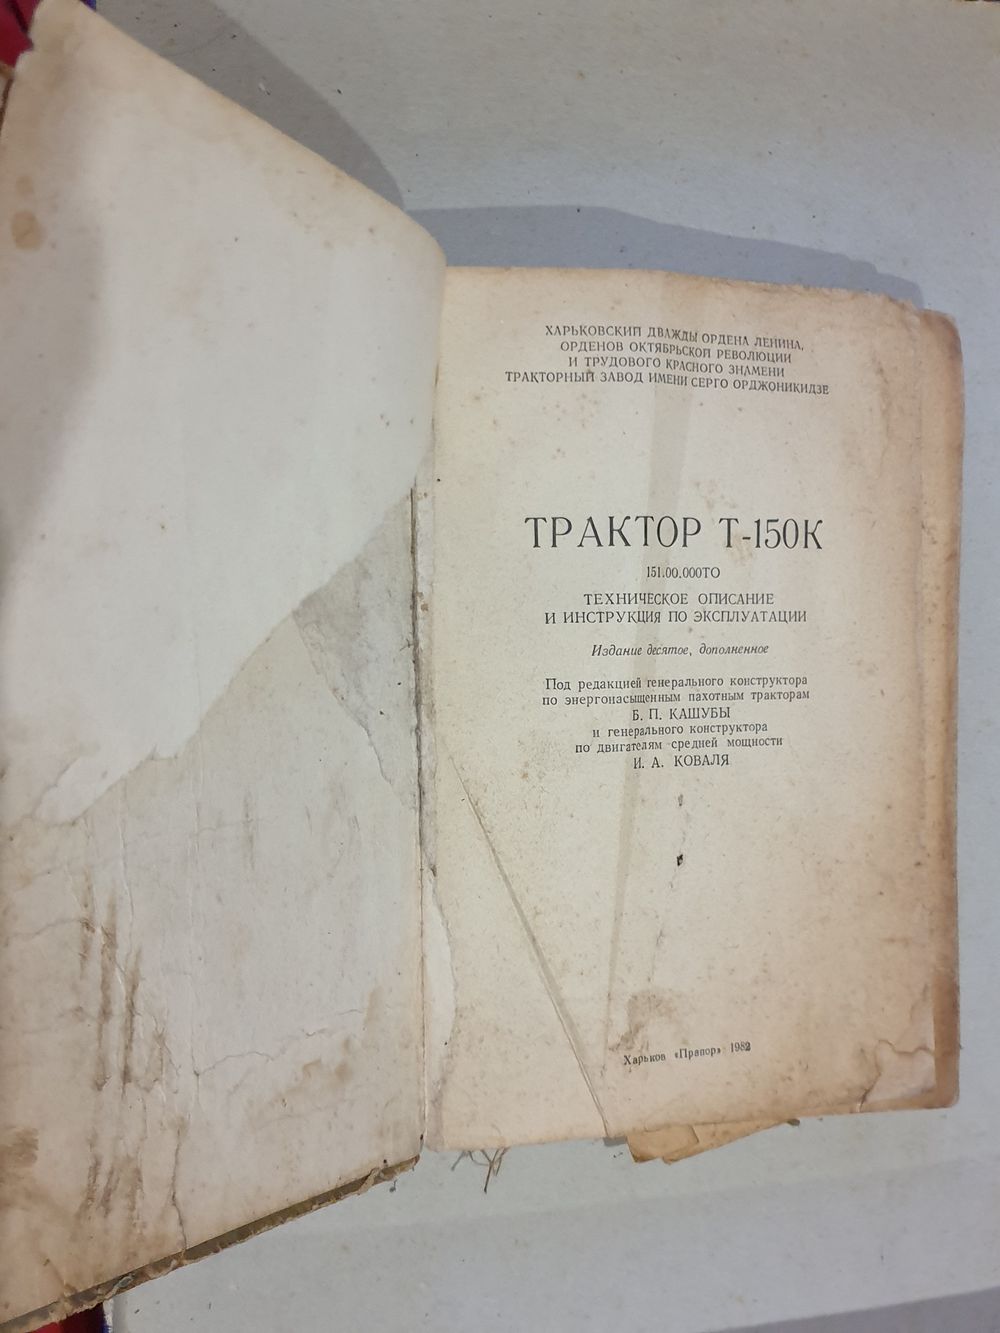 ХАРЬКОВСКИЙ ДВАЖДЫ ОРДЕНА ЛЕНИНА,
ОРДЕНОВ ОКТЯБРЬСКОЙ РЕВОЛЮЦИИ
И ТРУДОВОГО КРАСНОГО ЗНАМЕНИ
ТРАКТОРНЫЙ ЗАВОД ИМЕНИ СЕРГО ОРДЖОНИКИДЗЕ
ТРАКТОР Т-150К
151.00.000ТО
ТЕХНИЧЕСКОЕ ОПИСАНИЕ
И ИНСТРУКЦИЯ ПО ЭКСПЛУАТАЦИИ
Издание десятое, дополненное
Под редакцией генерального конструктора
по энергонасыщенным пахотным тракторам
Б. П. КАШУБЫ
и генерального конструктора
по двигателям средней мощности
И. А. КОВАЛЯ
Харьков «Прапор» 1982